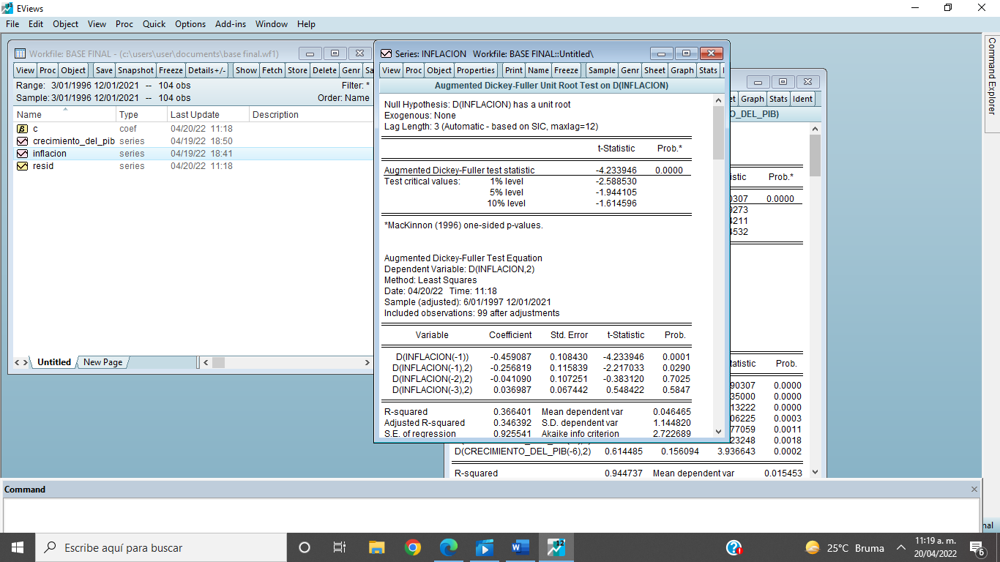 EViews
File Edit Object View Proc Quick Options Add-ins Window Help
Workfile: BASE FINAL - (c:\users\user\documents\base final.wf1)
View Proc Object Save Snapshot Freeze Details+/- Show Fetch Store Delete Genr Sa
Range: 3/01/1996 12/01/2021 -- 104 obs Filter: *
Sample: 3/01/1996 12/01/2021 -- 104 obs Order: Name
Name Type Last Update Description
β c coef 04/20/22 11:18
crecimiento_del_pib series 04/19/22 18:50
inflacion series 04/19/22 18:41
resid series 04/20/22 11:18
Untitled New Page
Series: INFLACION Workfile: BASE FINAL::Untitled\
View Proc Object Properties Print Name Freeze Sample Genr Sheet Graph Stats
Augmented Dickey-Fuller Unit Root Test on D(INFLACION)
Null Hypothesis: D(INFLACION) has a unit root
Exogenous: None
Lag Length: 3 (Automatic - based on SIC, maxlag=12)
t-Statistic Prob.*
Augmented Dickey-Fuller test statistic -4.233946 0.0000
Test critical values: 1% level -2.588530
5% level -1.944105
10% level -1.614596
*MacKinnon (1996) one-sided p-values.
Augmented Dickey-Fuller Test Equation
Dependent Variable: D(INFLACION,2)
Method: Least Squares
Date: 04/20/22 Time: 11:18
Sample (adjusted): 6/01/1997 12/01/2021
Included observations: 99 after adjustments
Variable Coefficient Std. Error t-Statistic Prob.
D(INFLACION(-1)) -0.459087 0.108430 -4.233946 0.0001
D(INFLACION(-1),2) -0.256819 0.115839 -2.217033 0.0290
D(INFLACION(-2),2) -0.041090 0.107251 -0.383120 0.7025
D(INFLACION(-3),2) 0.036987 0.067442 0.548422 0.5847
R-squared 0.366401 Mean dependent var 0.046465
Adjusted R-squared 0.346392 S.D. dependent var 1.144820
S.E. of regression 0.925541 Akaike info criterion 2.722689
et Graph Stats Ident
O_DEL_PIB)
istic Prob.*
0307 0.0000
9273
4211
4532
tatistic Prob.
90307 0.0000
35000 0.0000
13222 0.0000
06225 0.0003
77059 0.0011
23248 0.0018
D(CRECIMIENTO_DEL_PIB(-6),2) 0.614485 0.156094 3.936643 0.0002
R-squared 0.944737 Mean dependent var 0.015453
Command Explorer
Command
nal
Escribe aquí para buscar
12
25°C Bruma
11:19 a. m.
20/04/2022
6